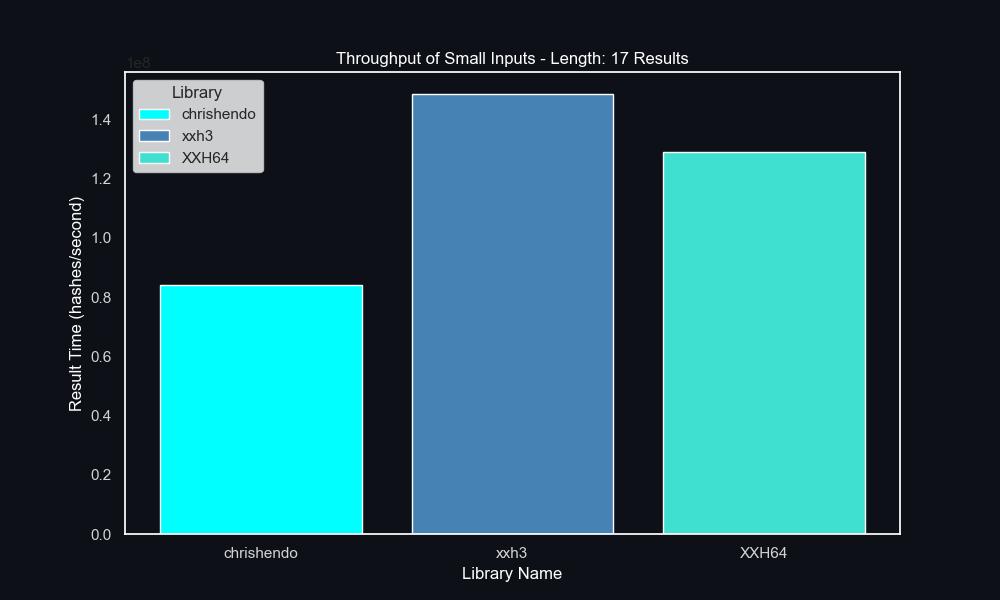 Throughput of Small Inputs - Length: 17 Results
1e8
Library
chrishendo
xxh3
XXH64
1.4
1.2
1.0
0.8
0.6
0.4
0.2
0.0
Result Time (hashes/second)
chrishendo
xxh3
XXH64
Library Name